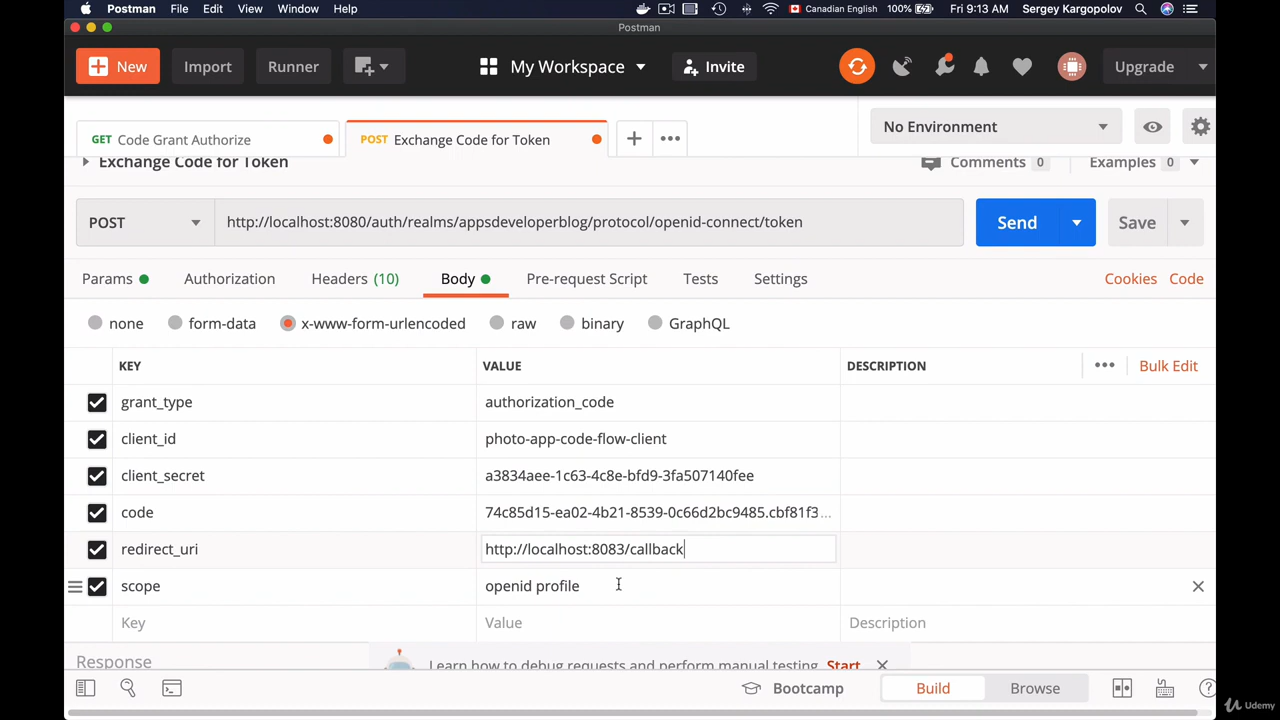 Postman File Edit View Window Help Canadian English 100% Fri 9:13 AM Sergey Kargopolov
Postman
New Import Runner My Workspace Invite Upgrade
GET Code Grant Authorize POST Exchange Code for Token No Environment
Exchange Code for Token Comments 0 Examples 0
POST http://localhost:8080/auth/realms/appsdeveloperblog/protocol/openid-connect/token Send Save
Params Authorization Headers (10) Body Pre-request Script Tests Settings Cookies Code
none form-data x-www-form-urlencoded raw binary GraphQL
KEY VALUE DESCRIPTION Bulk Edit
grant_type authorization_code
client_id photo-app-code-flow-client
client_secret a3834aee-1c63-4c8e-bfd9-3fa507140fee
code 74c85d15-ea02-4b21-8539-0c66d2bc9485.cbf81f3...
redirect_uri http://localhost:8083/callback
scope openid profile
Key Value Description
Response Learn how to debug requests and perform manual testing Start
Bootcamp Build Browse
Udemy